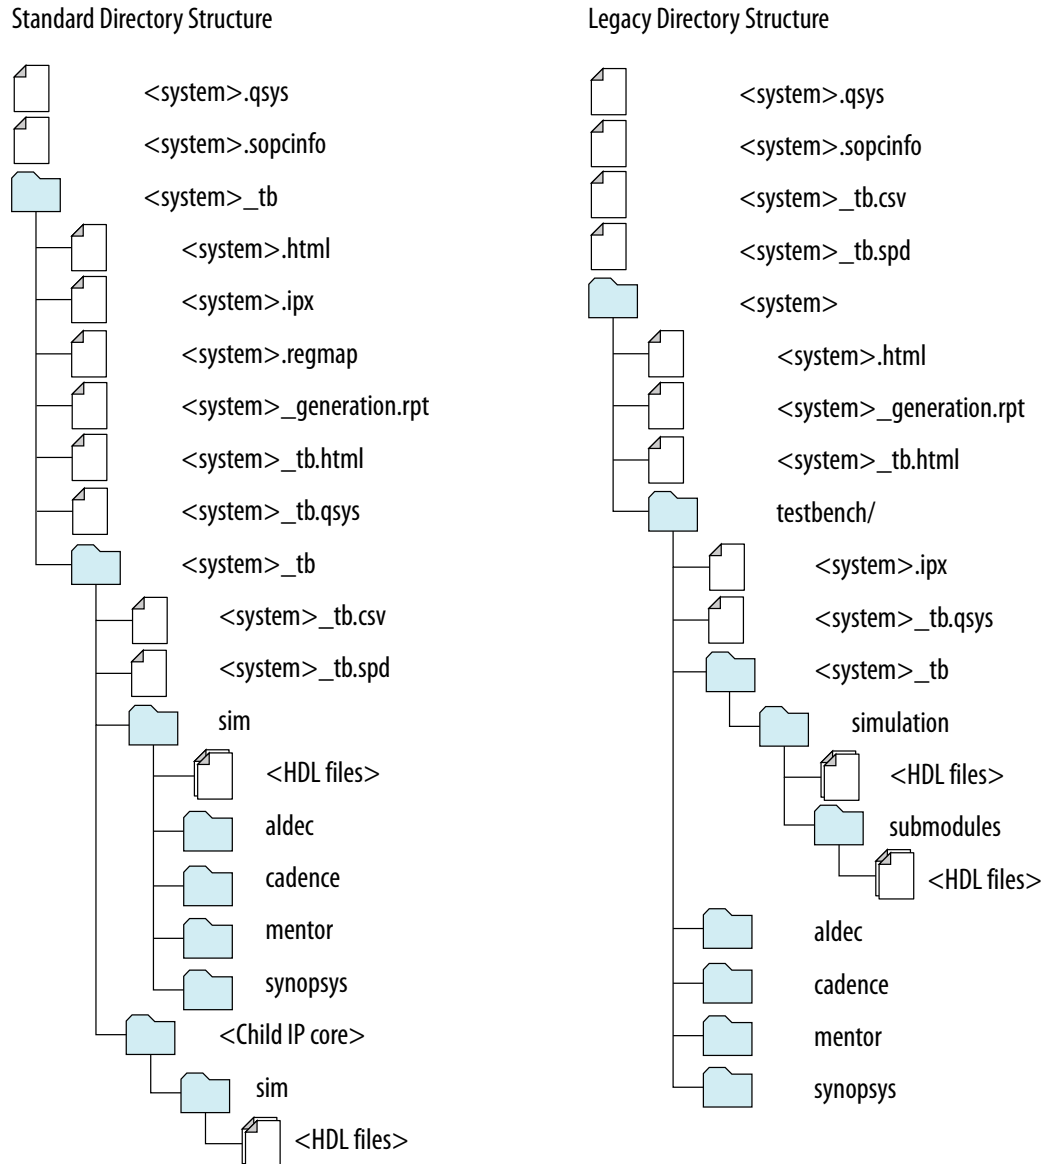 Standard Directory Structure
<system>.qsys
<system>.sopcinfo
<system>_tb
<system>.html
<system>.ipx
<system>.regmap
<system>_generation.rpt
<system>_tb.html
<system>_tb.qsys
<system>_tb
<system>_tb.csv
<system>_tb.spd
sim
<HDL files>
aldec
cadence
mentor
synopsys
<Child IP core>
sim
<HDL files>
Legacy Directory Structure
<system>.qsys
<system>.sopcinfo
<system>_tb.csv
<system>_tb.spd
<system>
<system>.html
<system>_generation.rpt
<system>_tb.html
testbench/
<system>.ipx
<system>_tb.qsys
<system>_tb
simulation
<HDL files>
submodules
<HDL files>
aldec
cadence
mentor
synopsys